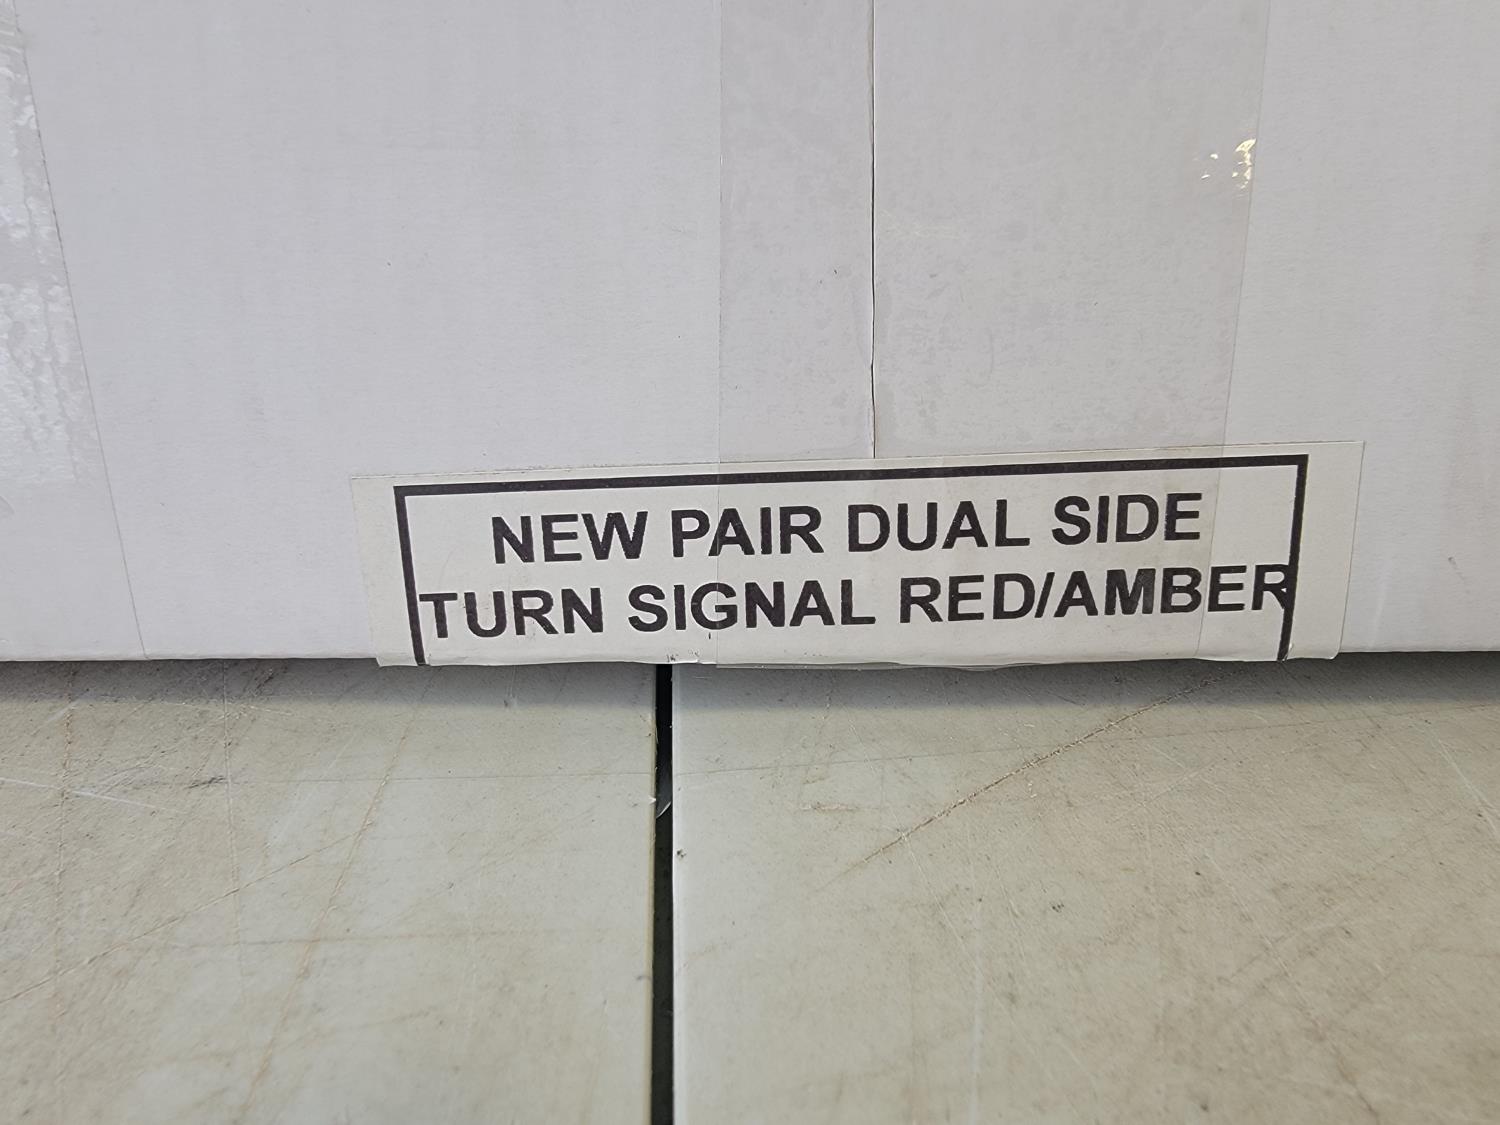 NEW PAIR DUAL SIDE
TURN SIGNAL RED/AMBER